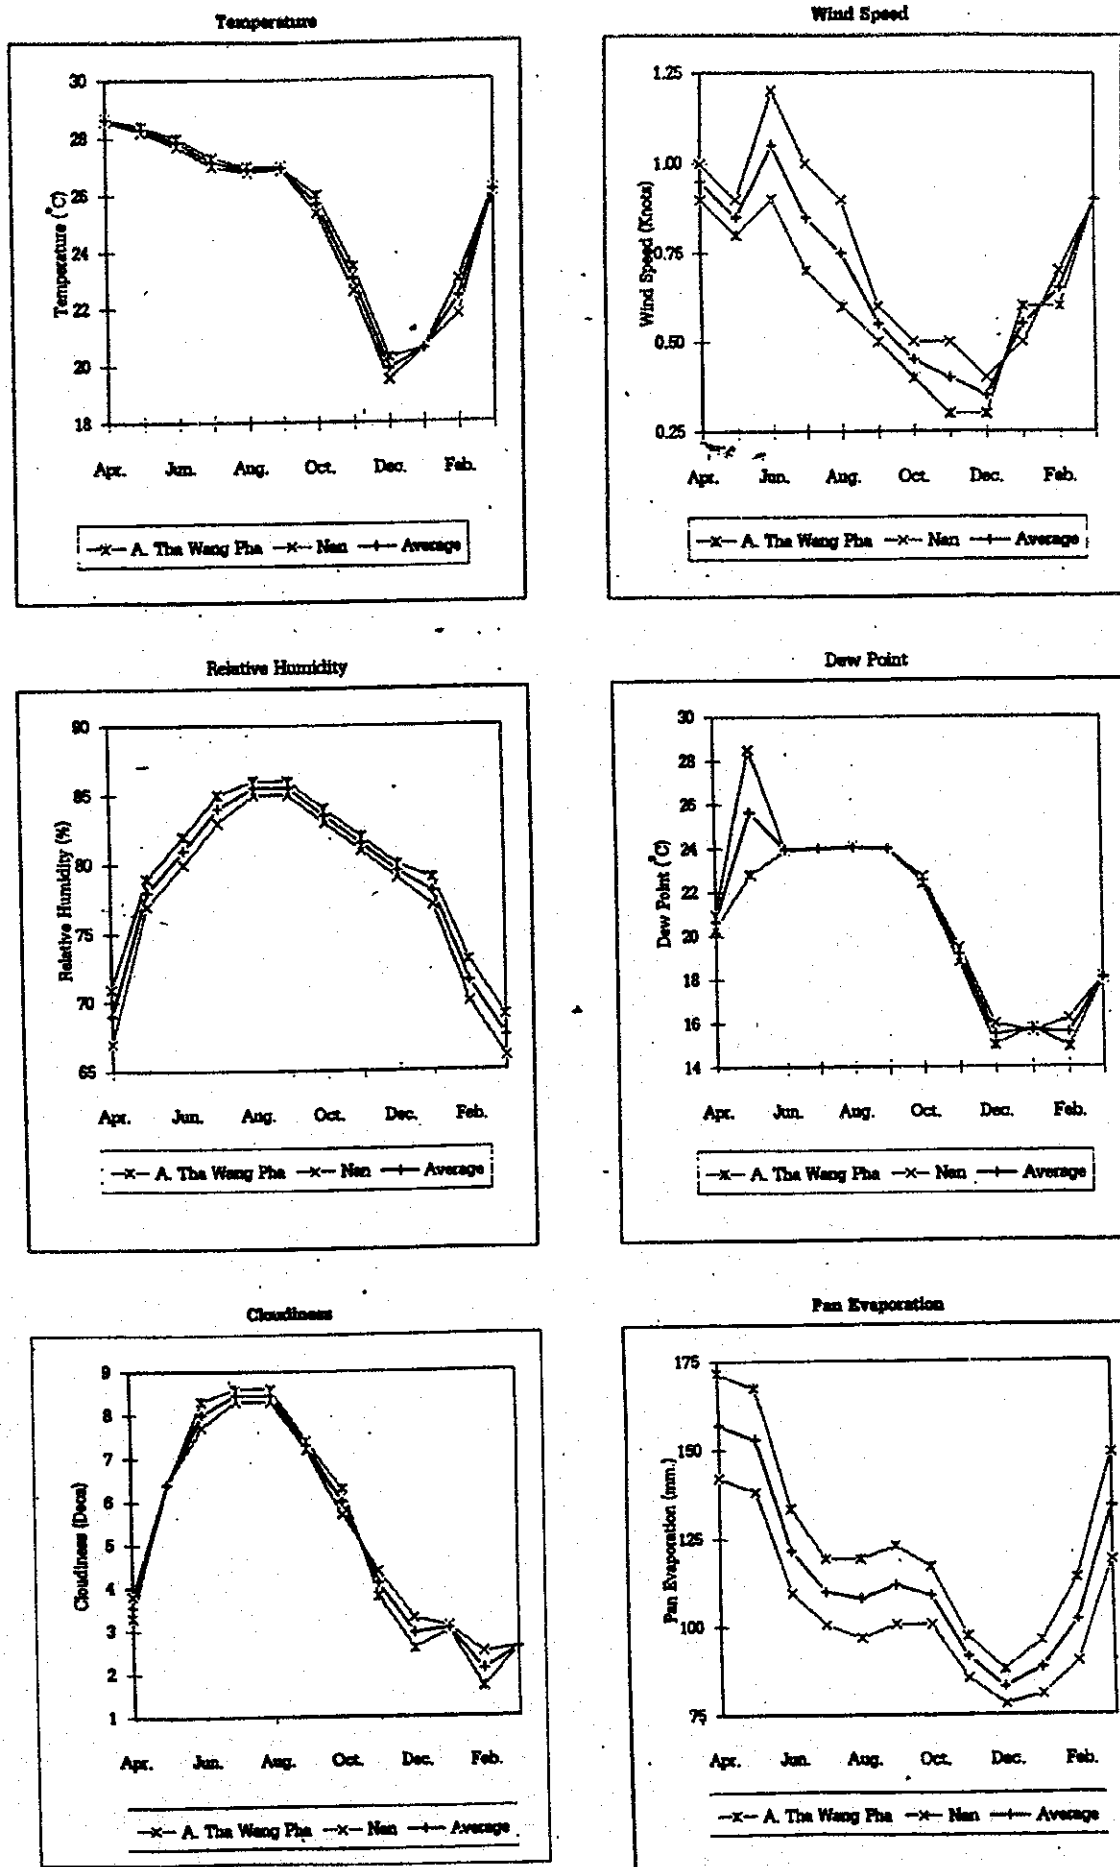 Temperature
30
28
26
24
22
20
18
Temperature (°C)
Apr. Jun. Aug. Oct. Dec. Feb.
A. Tha Wang Pha Nan Average
Wind Speed
1.25
1.00
0.75
0.50
0.25
Wind Speed (Knots)
Apr. Jun. Aug. Oct. Dec. Feb.
A. Tha Wang Pha Nan Average
Relative Humidity
90
85
80
75
70
65
Relative Humidity (%)
Apr. Jun. Aug. Oct. Dec. Feb.
A. Tha Wang Pha Nan Average
Dew Point
30
28
26
24
22
20
18
16
14
Dew Point (°C)
Apr. Jun. Aug. Oct. Dec. Feb.
A. Tha Wang Pha Nan Average
Cloudiness
9
8
7
6
5
4
3
2
1
Cloudiness (Deca)
Apr. Jun. Aug. Oct. Dec. Feb.
A. Tha Wang Pha Nan Average
Pan Evaporation
175
150
125
100
75
Pan Evaporation (mm.)
Apr. Jun. Aug. Oct. Dec. Feb.
A. Tha Wang Pha Nan Average